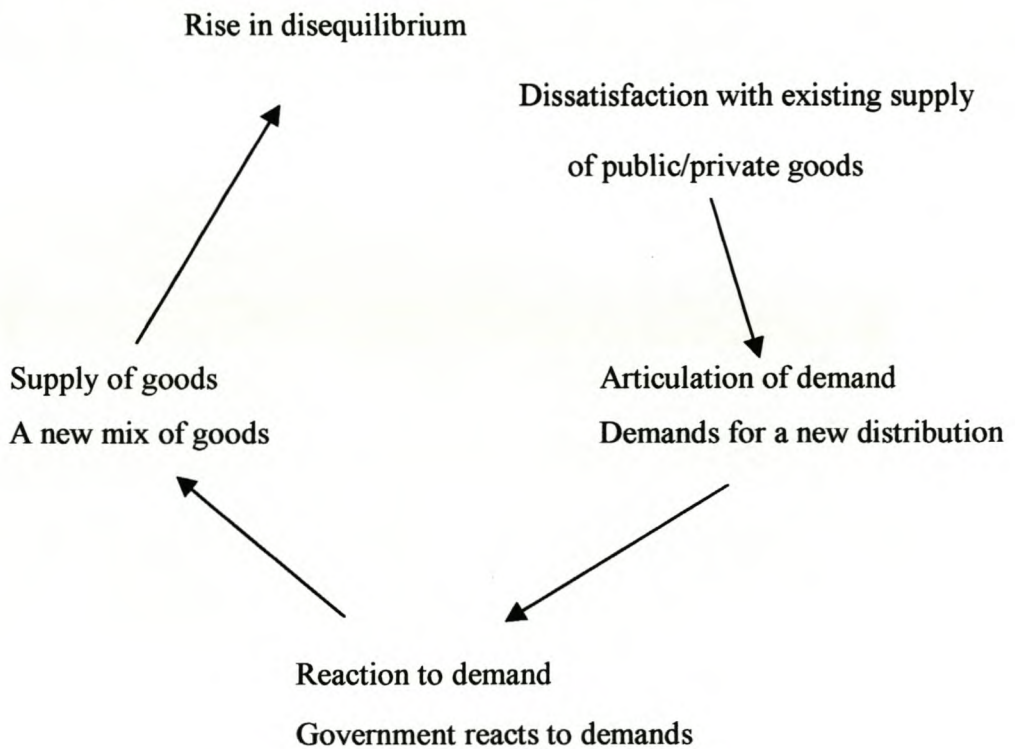 Rise in disequilibrium
Dissatisfaction with existing supply
of public/private goods
Supply of goods
A new mix of goods
Articulation of demand
Demands for a new distribution
Reaction to demand
Government reacts to demands